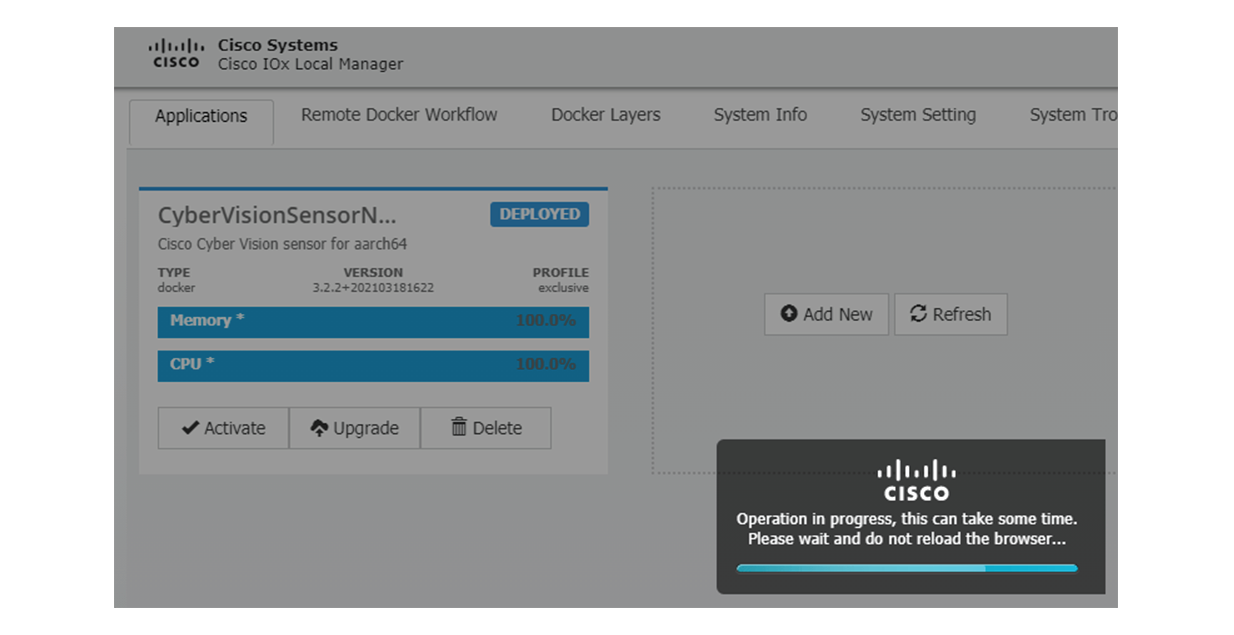 CISCO
Cisco Systems
Cisco IOx Local Manager
Applications Remote Docker Workflow Docker Layers System Info System Setting System Tro
CyberVisionSensorN... DEPLOYED
Cisco Cyber Vision sensor for aarch64
TYPE VERSION PROFILE
docker 3.2.2+202103181622 exclusive
Memory * 100.0%
CPU * 100.0%
Activate Upgrade Delete
Add New Refresh
CISCO
Operation in progress, this can take some time.
Please wait and do not reload the browser...